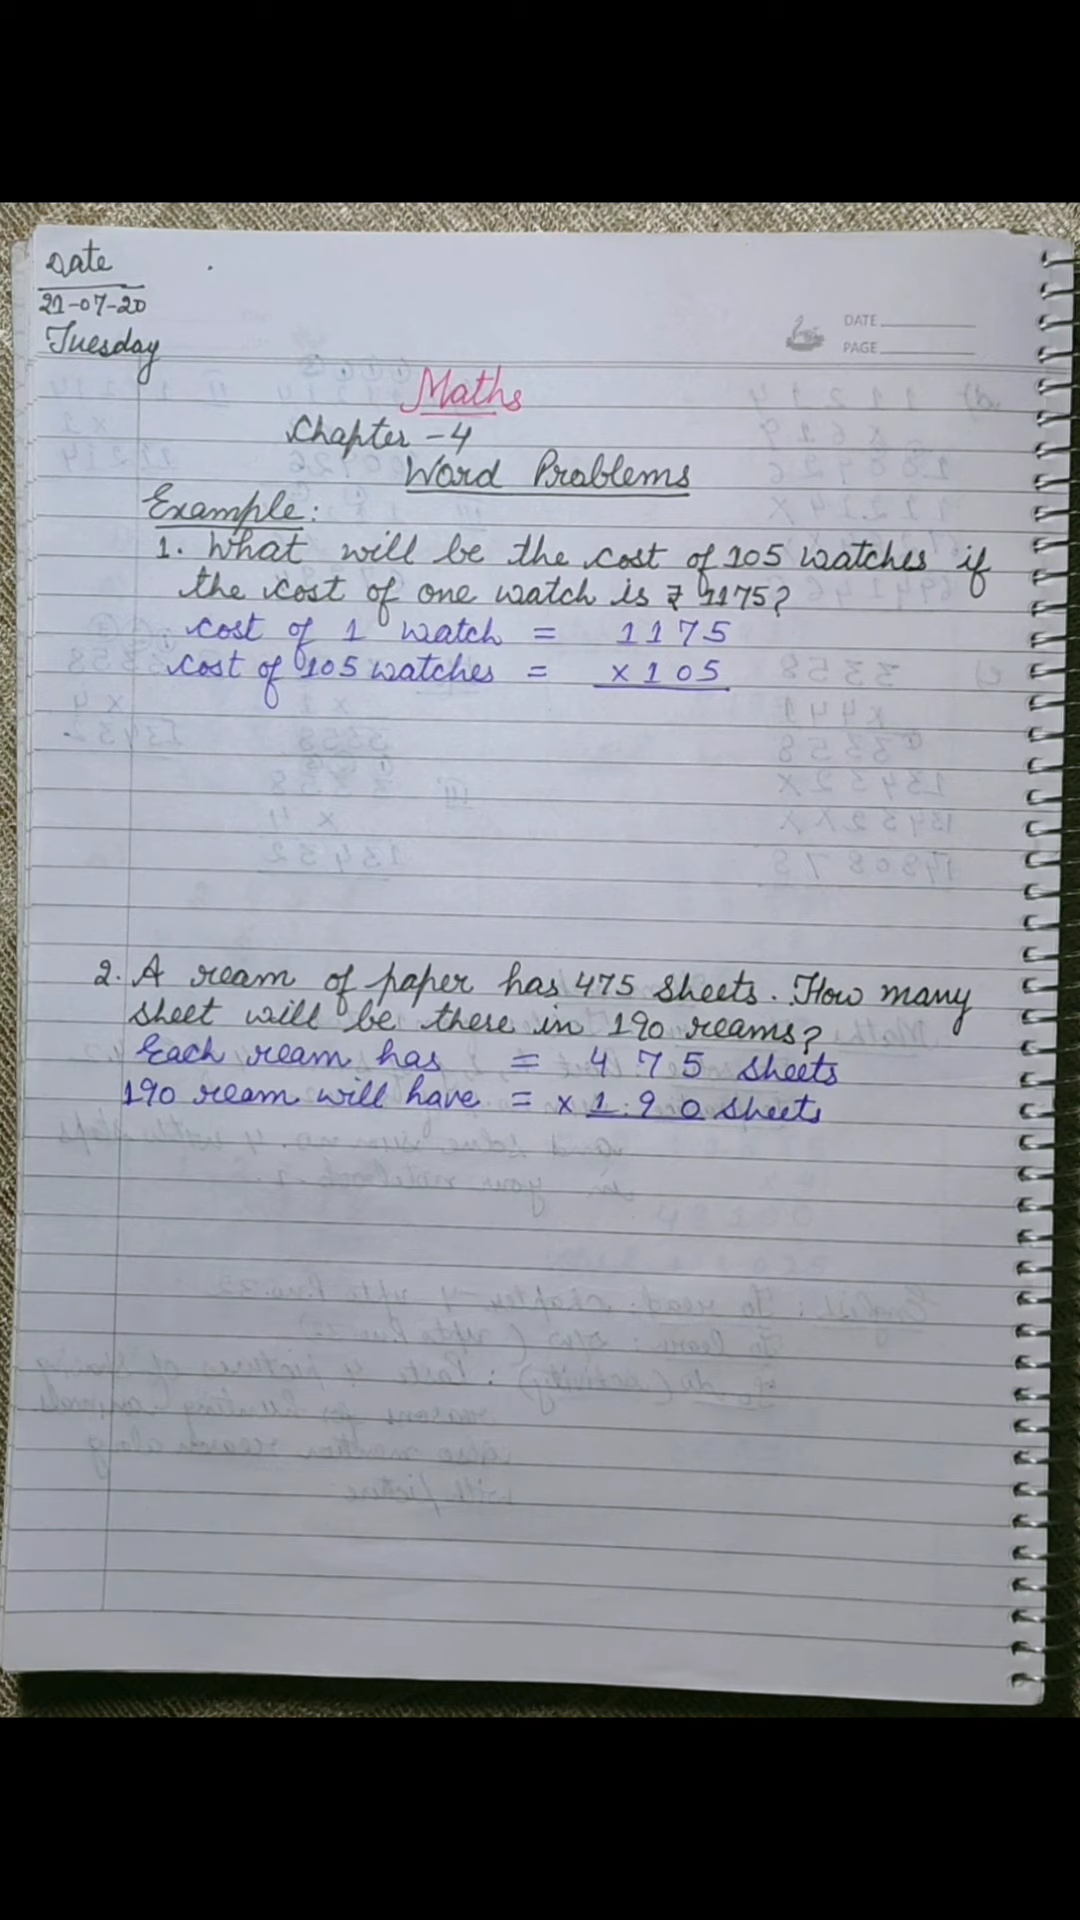 Date
21-07-20
Tuesday
DATE
PAGE
Maths
Chapter - 4
Word Problems
Example:
1. What will be the cost of 105 watches if
the cost of one watch is ₹ 1175?
cost of 1 watch = 1175
cost of 105 watches = x 105
2. A ream of paper has 475 sheets. How many
sheet will be there in 190 reams?
Each ream has = 475 sheets
190 ream will have = x 190 sheets